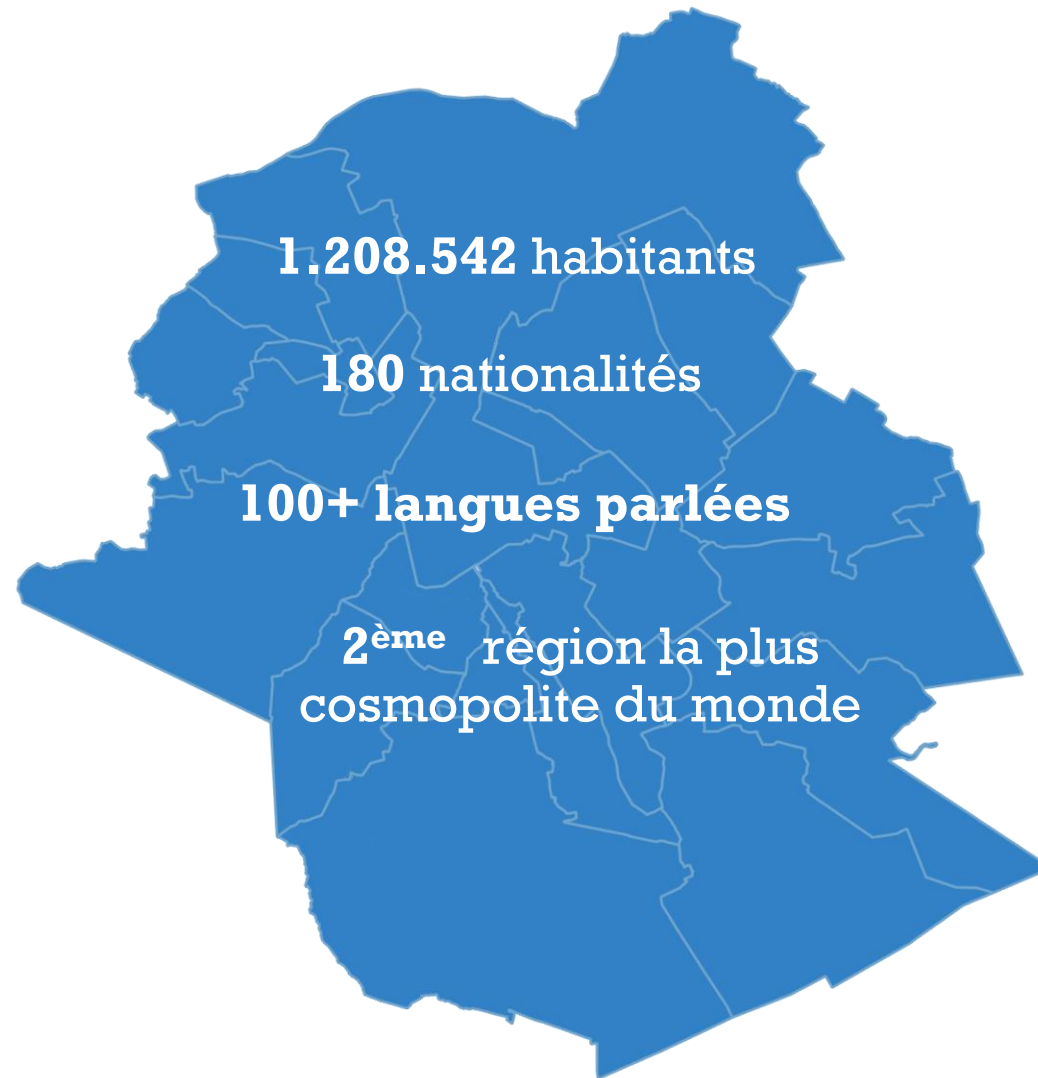 1.208.542 habitants
180 nationalités
100+ langues parlées
2ème région la plus
cosmopolite du monde